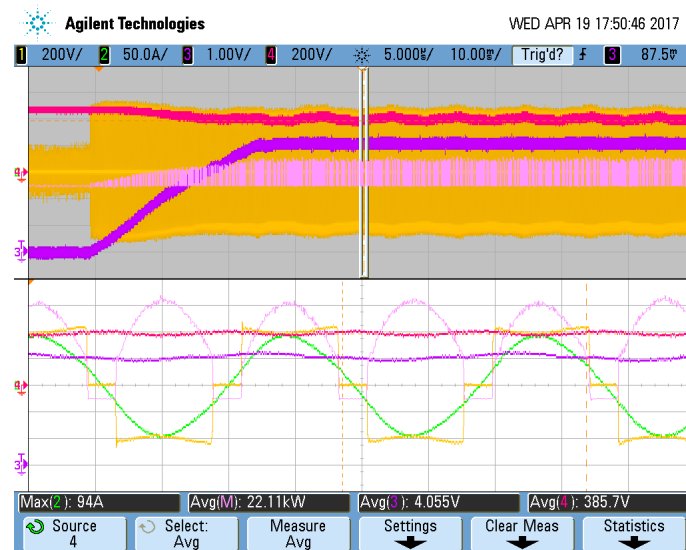 Agilent Technologies WED APR 19 17:50:46 2017
1 200V/ 2 50.0A/ 3 1.00V/ 4 200V/ 5.000 10.00 Trig'd? 3 87.5
Max(2): 94A Avg(M): 22.11kW Avg(3): 4.055V Avg(4): 385.7V
Source Select: Measure Settings Clear Meas Statistics
4 Avg Avg